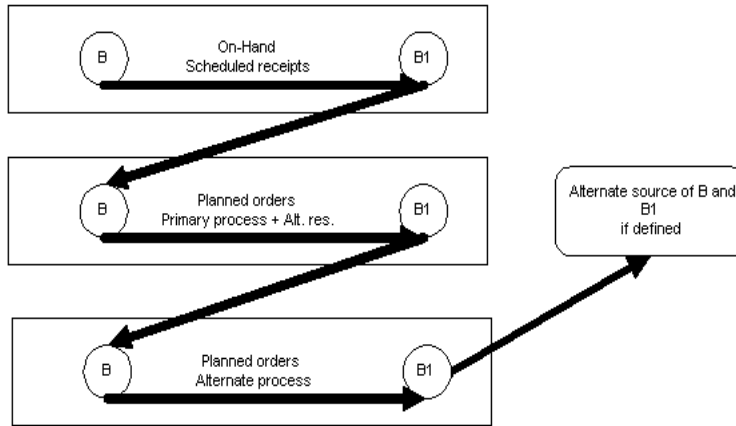 B
On-Hand
Scheduled receipts
B1
B
Planned orders
Primary process + Alt. res.
B1
Alternate source of B and
B1
if defined
B
Planned orders
Alternate process
B1